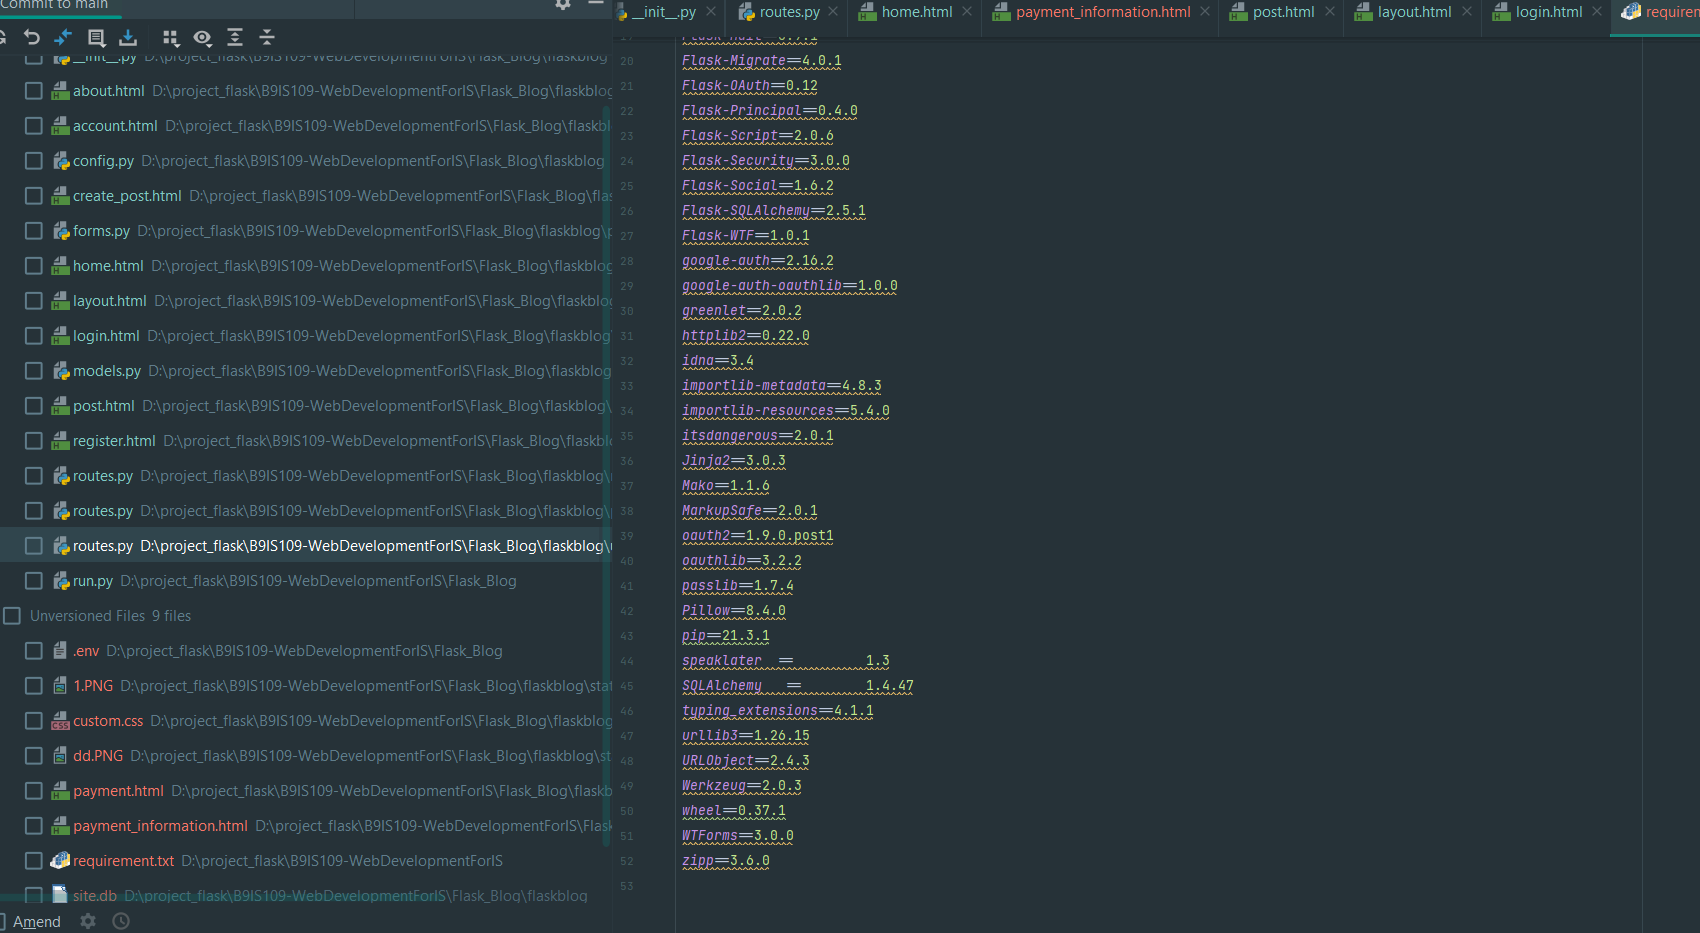 Commit to main
__init__.py D:\project_flask\B9IS109-WebDevelopmentForIS\Flask_Blog\flaskblog
about.html D:\project_flask\B9IS109-WebDevelopmentForIS\Flask_Blog\flaskblog
account.html D:\project_flask\B9IS109-WebDevelopmentForIS\Flask_Blog\flaskbl
config.py D:\project_flask\B9IS109-WebDevelopmentForIS\Flask_Blog\flaskblog
create_post.html D:\project_flask\B9IS109-WebDevelopmentForIS\Flask_Blog\flas
forms.py D:\project_flask\B9IS109-WebDevelopmentForIS\Flask_Blog\flaskblog\
home.html D:\project_flask\B9IS109-WebDevelopmentForIS\Flask_Blog\flaskblog
layout.html D:\project_flask\B9IS109-WebDevelopmentForIS\Flask_Blog\flaskblo
login.html D:\project_flask\B9IS109-WebDevelopmentForIS\Flask_Blog\flaskblog
models.py D:\project_flask\B9IS109-WebDevelopmentForIS\Flask_Blog\flaskblog
post.html D:\project_flask\B9IS109-WebDevelopmentForIS\Flask_Blog\flaskblog\
register.html D:\project_flask\B9IS109-WebDevelopmentForIS\Flask_Blog\flaskbl
routes.py D:\project_flask\B9IS109-WebDevelopmentForIS\Flask_Blog\flaskblog\
routes.py D:\project_flask\B9IS109-WebDevelopmentForIS\Flask_Blog\flaskblog\
routes.py D:\project_flask\B9IS109-WebDevelopmentForIS\Flask_Blog\flaskblog\
run.py D:\project_flask\B9IS109-WebDevelopmentForIS\Flask_Blog
Unversioned Files 9 files
.env D:\project_flask\B9IS109-WebDevelopmentForIS\Flask_Blog
1.PNG D:\project_flask\B9IS109-WebDevelopmentForIS\Flask_Blog\flaskblog\sta
custom.css D:\project_flask\B9IS109-WebDevelopmentForIS\Flask_Blog\flaskblog
dd.PNG D:\project_flask\B9IS109-WebDevelopmentForIS\Flask_Blog\flaskblog\st
payment.html D:\project_flask\B9IS109-WebDevelopmentForIS\Flask_Blog\flaskb
payment_information.html D:\project_flask\B9IS109-WebDevelopmentForIS\Flask
requirement.txt D:\project_flask\B9IS109-WebDevelopmentForIS
site.db D:\project_flask\B9IS109-WebDevelopmentForIS\Flask_Blog\flaskblog
Amend
__init__.py routes.py home.html payment_information.html post.html layout.html login.html requirem
20 Flask-Migrate==4.0.1
21 Flask-OAuth==0.12
22 Flask-Principal==0.4.0
23 Flask-Script==2.0.6
24 Flask-Security==3.0.0
25 Flask-Social==1.6.2
26 Flask-SQLAlchemy==2.5.1
27 Flask-WTF==1.0.1
28 google-auth==2.16.2
29 google-auth-oauthlib==1.0.0
30 greenlet==2.0.2
31 httplib2==0.22.0
32 idna==3.4
33 importlib-metadata==4.8.3
34 importlib-resources==5.4.0
35 itsdangerous==2.0.1
36 Jinja2==3.0.3
37 Mako==1.1.6
38 MarkupSafe==2.0.1
39 oauth2==1.9.0.post1
40 oauthlib==3.2.2
41 passlib==1.7.4
42 Pillow==8.4.0
43 pip==21.3.1
44 speaklater == 1.3
45 SQLAlchemy == 1.4.47
46 typing_extensions==4.1.1
47 urllib3==1.26.15
48 URLObject==2.4.3
49 Werkzeug==2.0.3
50 wheel==0.37.1
51 WTForms==3.0.0
52 zipp==3.6.0
53